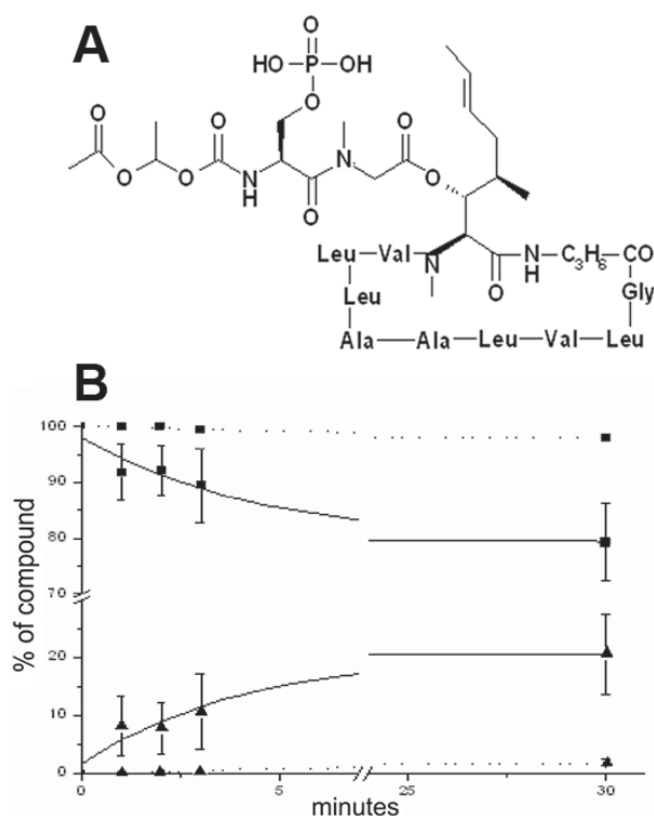 A
O
HO P OH
O
O O O O
O O N H O N O
Leu Val N O N H C₃H₆ CO
Leu Gly
Ala Ala Leu Val Leu
B
100
90
80
70
20
10
0
% of compound
0 5 25 30
minutes